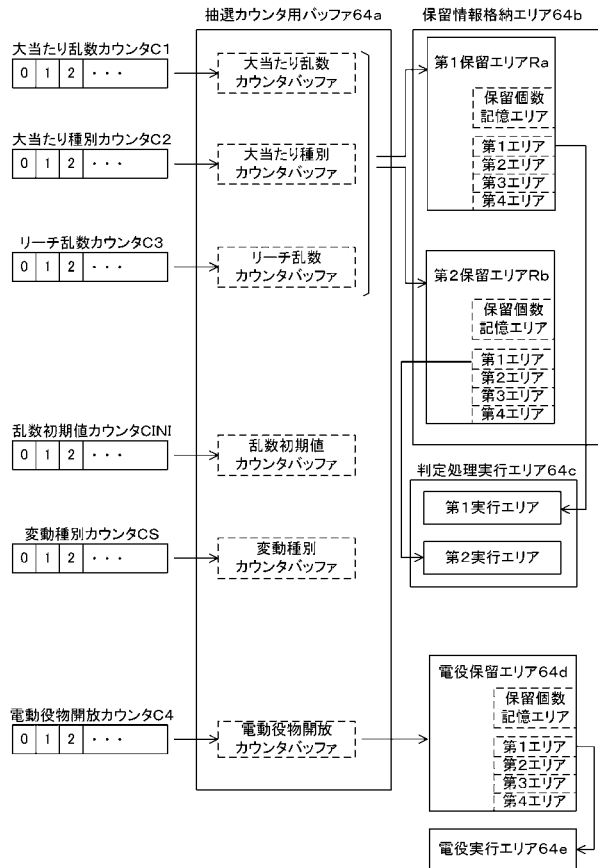 抽選カウンタ用バッファ64a
保留情報格納エリア64b
大当たり乱数カウンタC1
0 1 2 ・・・
大当たり乱数
カウンタバッファ
第1保留エリアRa
保留個数
記憶エリア
第1エリア
第2エリア
第3エリア
第4エリア
大当たり種別カウンタC2
0 1 2 ・・・
大当たり種別
カウンタバッファ
リーチ乱数カウンタC3
0 1 2 ・・・
リーチ乱数
カウンタバッファ
第2保留エリアRb
保留個数
記憶エリア
第1エリア
第2エリア
第3エリア
第4エリア
乱数初期値カウンタCINI
0 1 2 ・・・
乱数初期値
カウンタバッファ
判定処理実行エリア64c
第1実行エリア
第2実行エリア
変動種別カウンタCS
0 1 2 ・・・
変動種別
カウンタバッファ
電動役物開放カウンタC4
0 1 2 ・・・
電動役物開放
カウンタバッファ
電役保留エリア64d
保留個数
記憶エリア
第1エリア
第2エリア
第3エリア
第4エリア
電役実行エリア64e